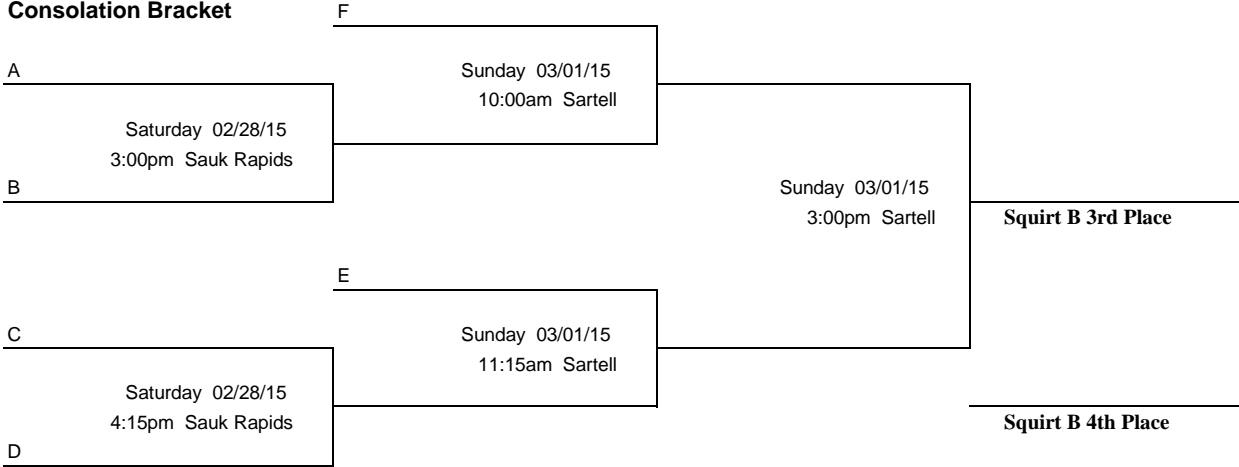 Consolation Bracket
F
A
Sunday 03/01/15
10:00am Sartell
Saturday 02/28/15
3:00pm Sauk Rapids
B
Sunday 03/01/15
3:00pm Sartell
Squirt B 3rd Place
E
C
Sunday 03/01/15
11:15am Sartell
Saturday 02/28/15
4:15pm Sauk Rapids
Squirt B 4th Place
D